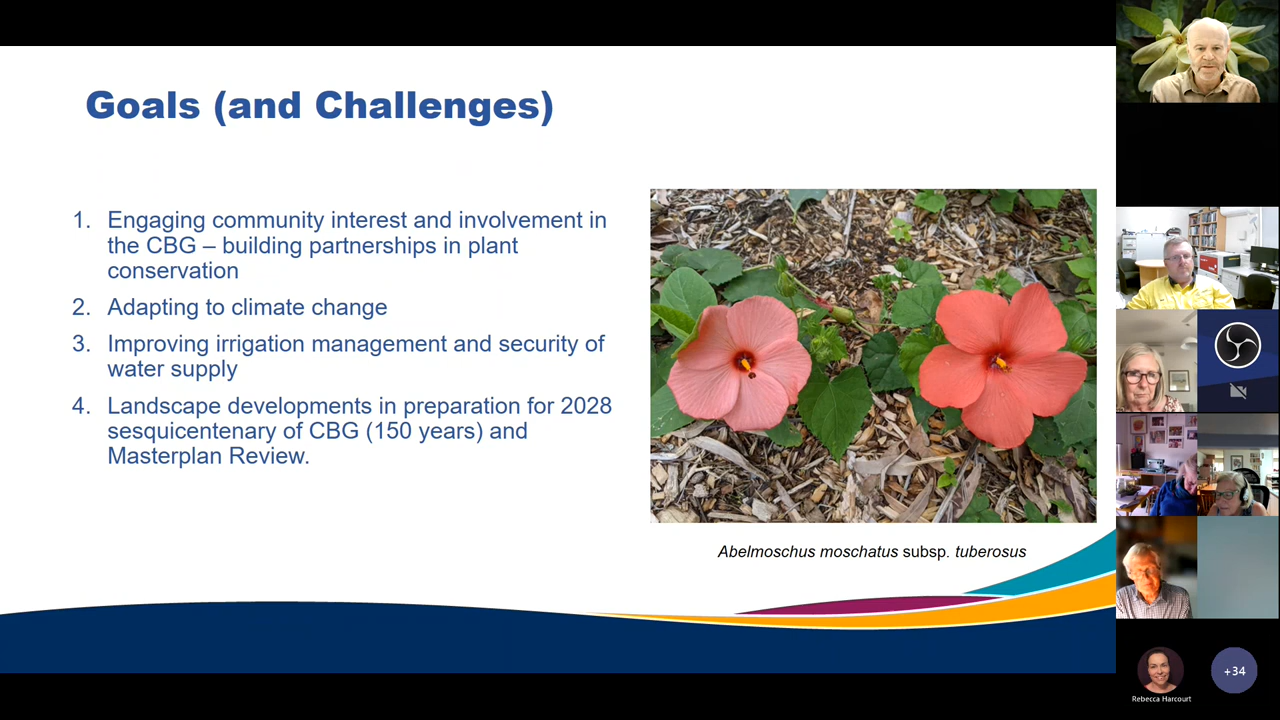 Goals (and Challenges)
1. Engaging community interest and involvement in
the CBG – building partnerships in plant
conservation
2. Adapting to climate change
3. Improving irrigation management and security of
water supply
4. Landscape developments in preparation for 2028
sesquicentenary of CBG (150 years) and
Masterplan Review.
Abelmoschus moschatus subsp. tuberosus
+34
Rebecca Harcourt